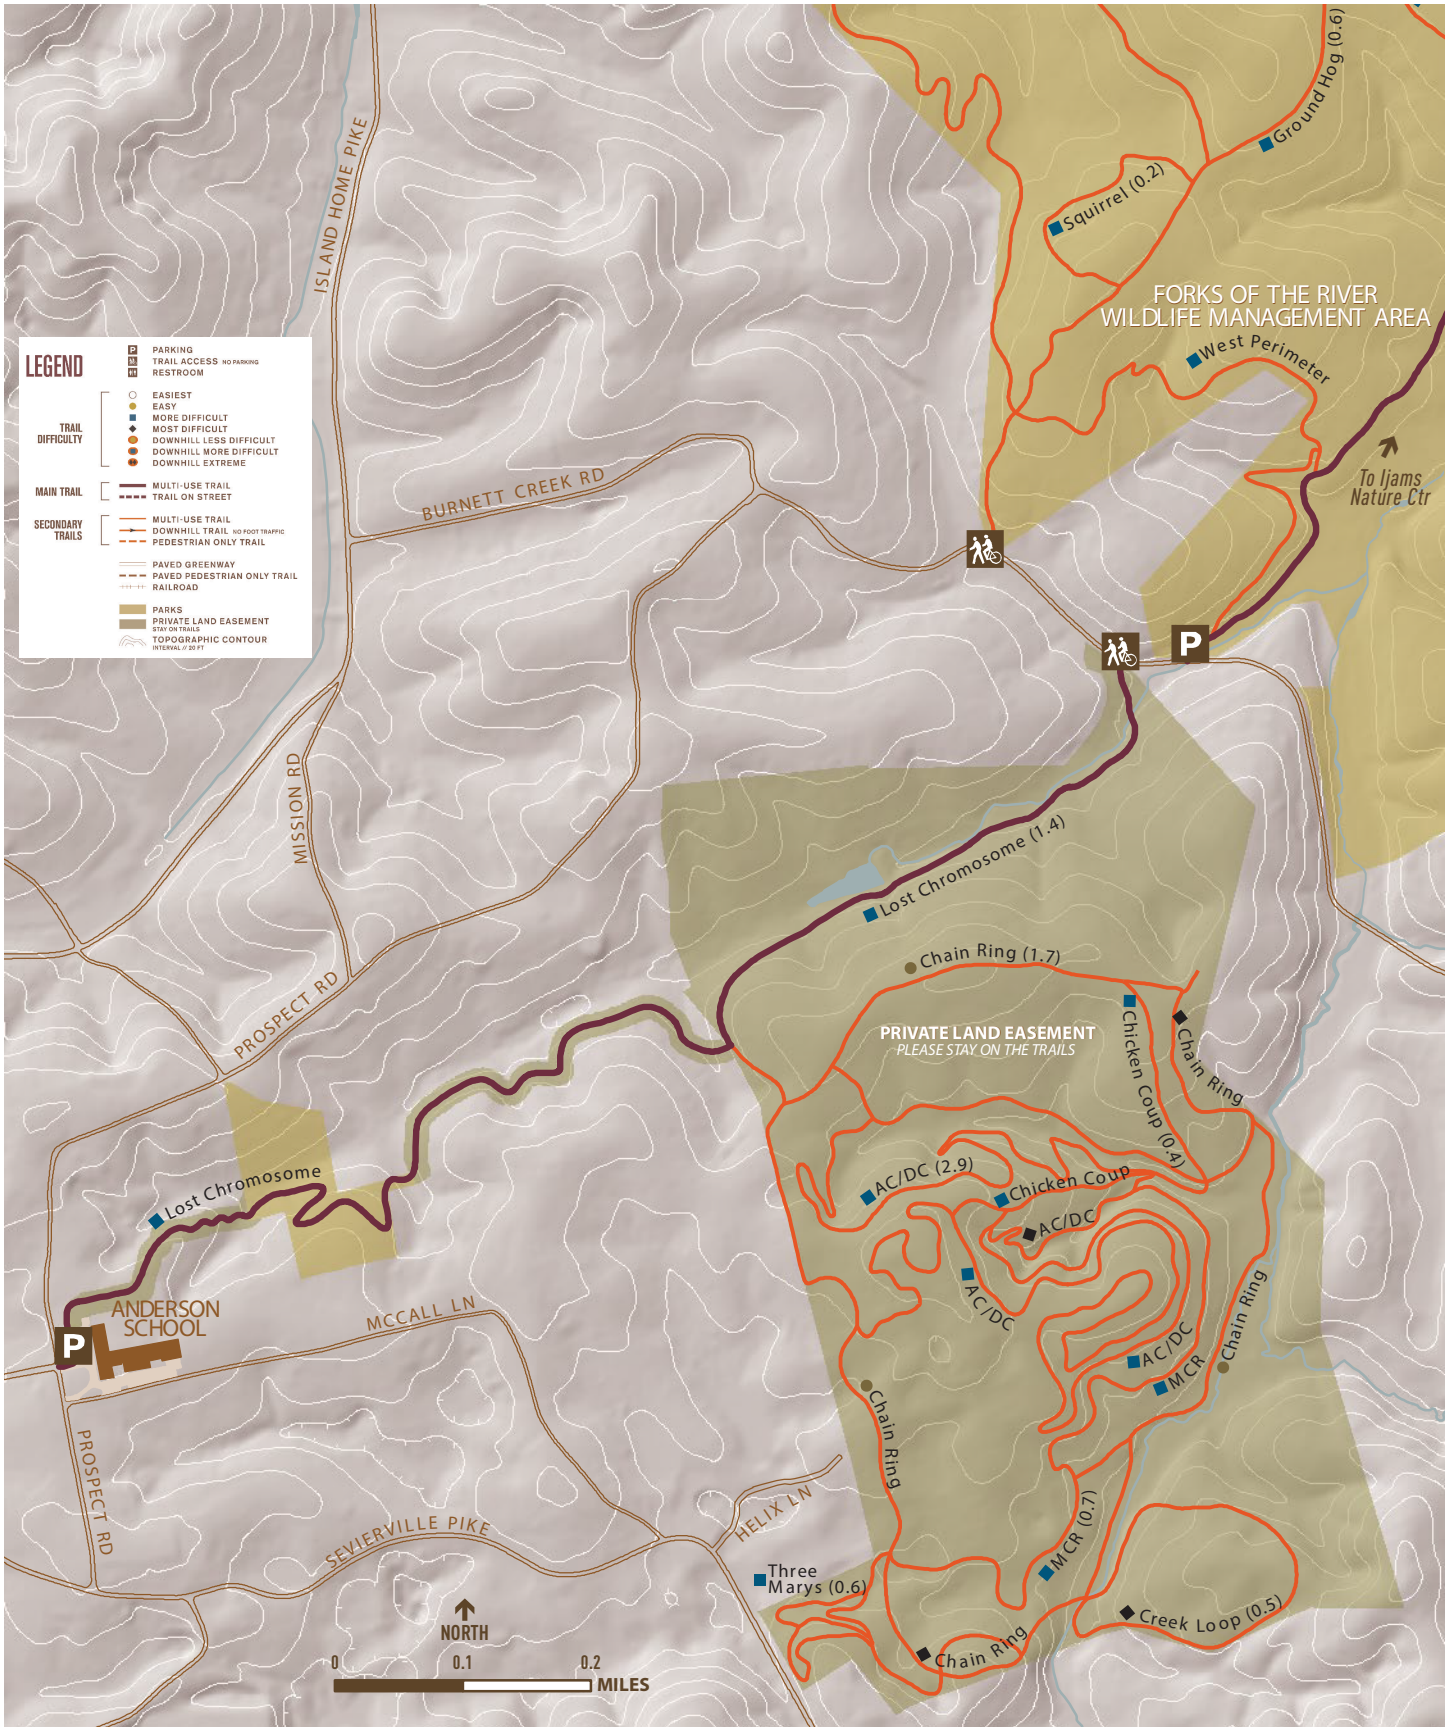 Ground Hog (0.6)
ISLAND HOME PIKE
Squirrel (0.2)
FORKS OF THE RIVER
WILDLIFE MANAGEMENT AREA
West Perimeter
LEGEND
P PARKING
TRAIL ACCESS NO PARKING
RESTROOM
TRAIL
DIFFICULTY
EASIEST
EASY
MORE DIFFICULT
MOST DIFFICULT
DOWNHILL LESS DIFFICULT
DOWNHILL MORE DIFFICULT
DOWNHILL EXTREME
MAIN TRAIL
MULTI-USE TRAIL
TRAIL ON STREET
SECONDARY
TRAILS
MULTI-USE TRAIL
DOWNHILL TRAIL NO FOOT TRAFFIC
PEDESTRIAN ONLY TRAIL
PAVED GREENWAY
PAVED PEDESTRIAN ONLY TRAIL
RAILROAD
PARKS
PRIVATE LAND EASEMENT
STAY ON TRAILS
TOPOGRAPHIC CONTOUR
INTERVAL // 20 FT
To Ijams
Nature Ctr
BURNETT CREEK RD
P
MISSION RD
Lost Chromosome (1.4)
Chain Ring (1.7)
PROSPECT RD
PRIVATE LAND EASEMENT
PLEASE STAY ON THE TRAILS
Chicken Coup (0.4)
Chain Ring
Lost Chromosome
AC/DC (2.9)
Chicken Coup
AC/DC
AC/DC
ANDERSON
SCHOOL
P
MCCALL LN
AC/DC
MCR
Chain Ring
Chain Ring
PROSPECT RD
SEVIERVILLE PIKE
HELIX LN
MCR (0.7)
Three
Marys (0.6)
Creek Loop (0.5)
Chain Ring
NORTH
0 0.1 0.2
MILES